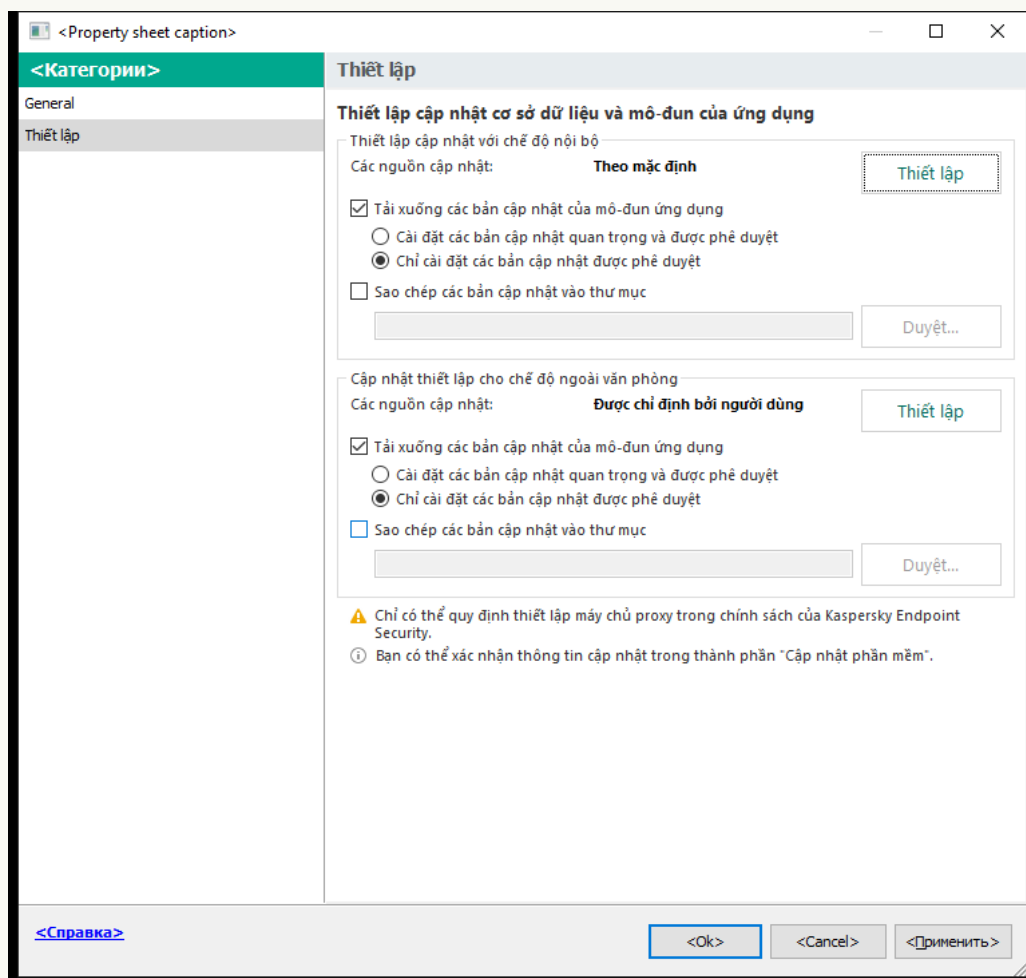 <Property sheet caption>
<Категории>
General
Thiết lập
Thiết lập
Thiết lập cập nhật cơ sở dữ liệu và mô-đun của ứng dụng
Thiết lập cập nhật với chế độ nội bộ
Các nguồn cập nhật: Theo mặc định
Thiết lập
Tải xuống các bản cập nhật của mô-đun ứng dụng
Cài đặt các bản cập nhật quan trọng và được phê duyệt
Chỉ cài đặt các bản cập nhật được phê duyệt
Sao chép các bản cập nhật vào thư mục
Duyệt...
Cập nhật thiết lập cho chế độ ngoài văn phòng
Các nguồn cập nhật: Được chỉ định bởi người dùng
Thiết lập
Tải xuống các bản cập nhật của mô-đun ứng dụng
Cài đặt các bản cập nhật quan trọng và được phê duyệt
Chỉ cài đặt các bản cập nhật được phê duyệt
Sao chép các bản cập nhật vào thư mục
Duyệt...
Chỉ có thể quy định thiết lập máy chủ proxy trong chính sách của Kaspersky Endpoint
Security.
Bạn có thể xác nhận thông tin cập nhật trong thành phần "Cập nhật phần mềm".
<Справка>
<Ok>
<Cancel>
<Применить>